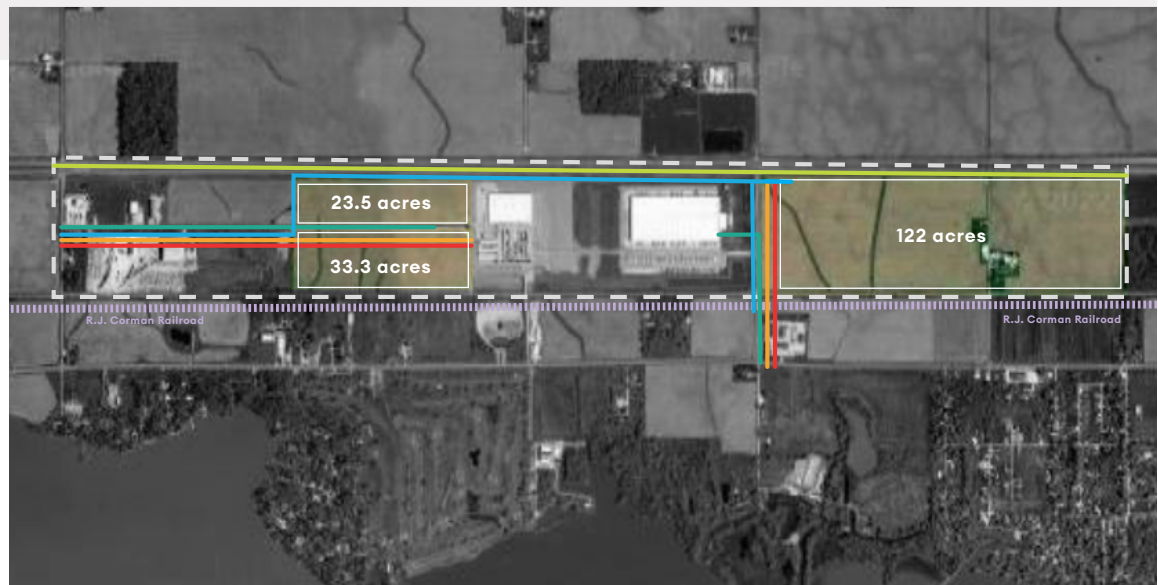 23.5 acres
122 acres
33.3 acres
R.J. Corman Railroad
R.J. Corman Railroad